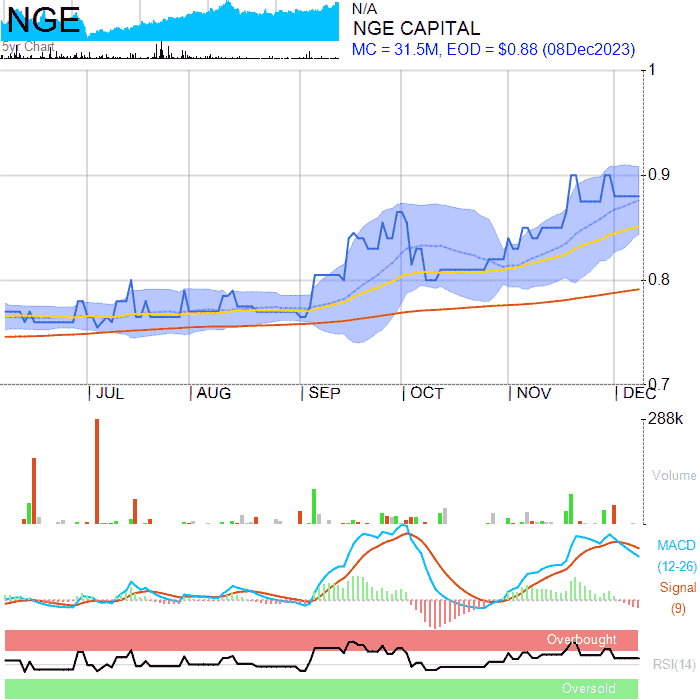 NGE
5yr Chart
N/A
NGE CAPITAL
MC = 31.5M, EOD = $0.88 (08Dec2023)
1
0.9
0.8
0.7
JUL AUG SEP OCT NOV DEC
288k
Volume
MACD
(12-26)
Signal
(9)
Overbought
RSI(14)
Oversold